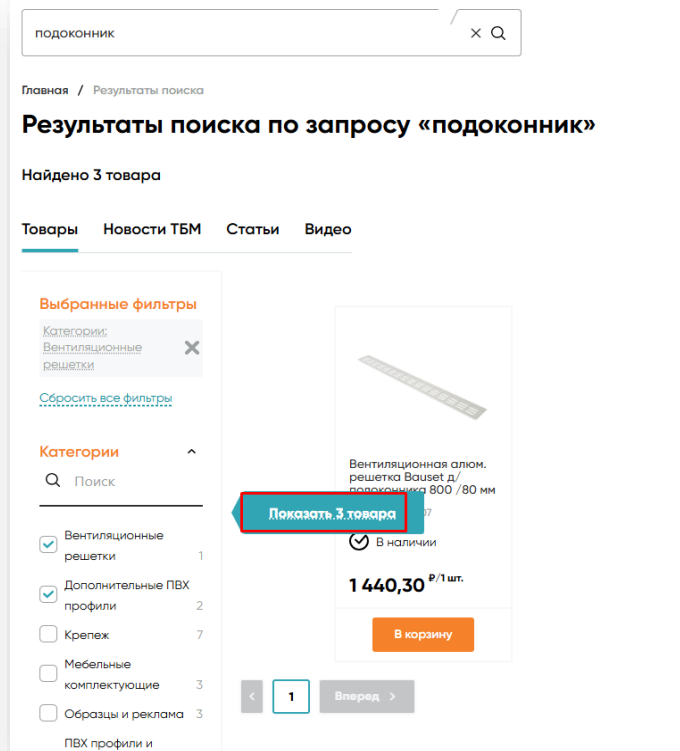 подоконник
Главная / Результаты поиска
Результаты поиска по запросу «подоконник»
Найдено 3 товара
Товары Новости ТБМ Статьи Видео
Выбранные фильтры
Категории:
Вентиляционные
решетки
Сбросить все фильтры
Категории
Поиск
Вентиляционные
решетки 1
Дополнительные ПВХ
профили 2
Крепеж 7
Мебельные
комплектующие 3
Образцы и реклама 3
ПВХ профили и
Показать 3 товара
Вентиляционная алюм.
решетка Bauset д/
подоконника 800 /80 мм
07
В наличии
1 440,30 ₽/1 шт.
В корзину
< 1 Вперед >